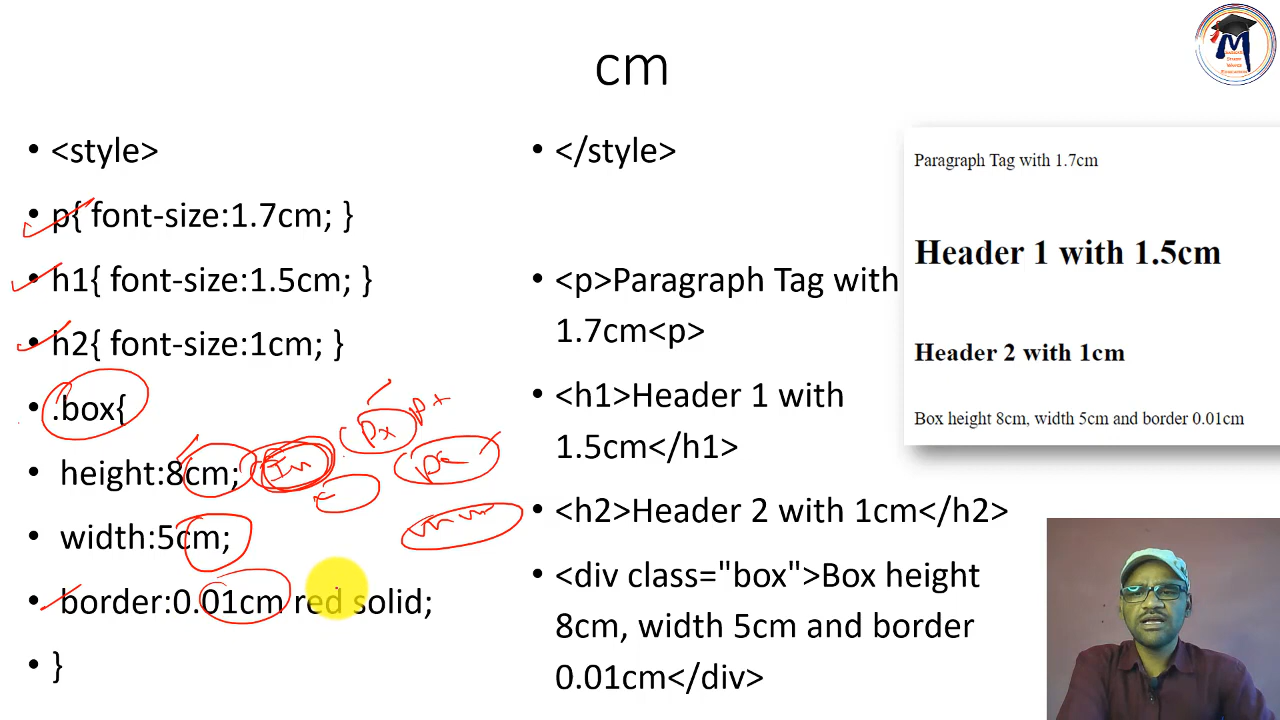 cm
• <style>
• p{ font-size:1.7cm; }
• h1{ font-size:1.5cm; }
• h2{ font-size:1cm; }
• .box{
height:8cm;
width:5cm;
• border:0.01cm red solid;
• }
In
px
px
mm
• </style>
• <p>Paragraph Tag with
1.7cm<p>
• <h1>Header 1 with
1.5cm</h1>
• <h2>Header 2 with 1cm</h2>
• <div class="box">Box height
8cm, width 5cm and border
0.01cm</div>
Paragraph Tag with 1.7cm
Header 1 with 1.5cm
Header 2 with 1cm
Box height 8cm, width 5cm and border 0.01cm
M